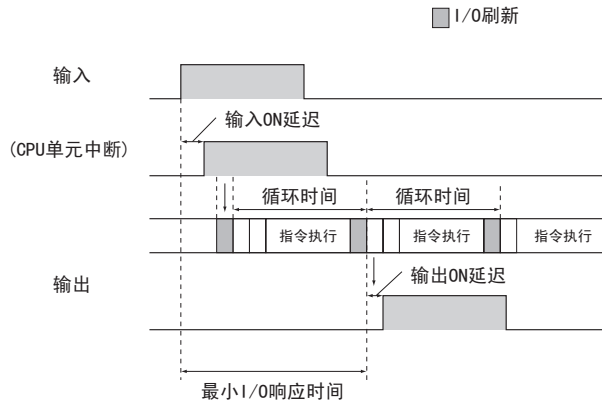 I/O刷新
输入
输入ON延迟
(CPU单元中断)
循环时间
循环时间
指令执行
指令执行
指令执行
输出ON延迟
输出
最小I/O响应时间